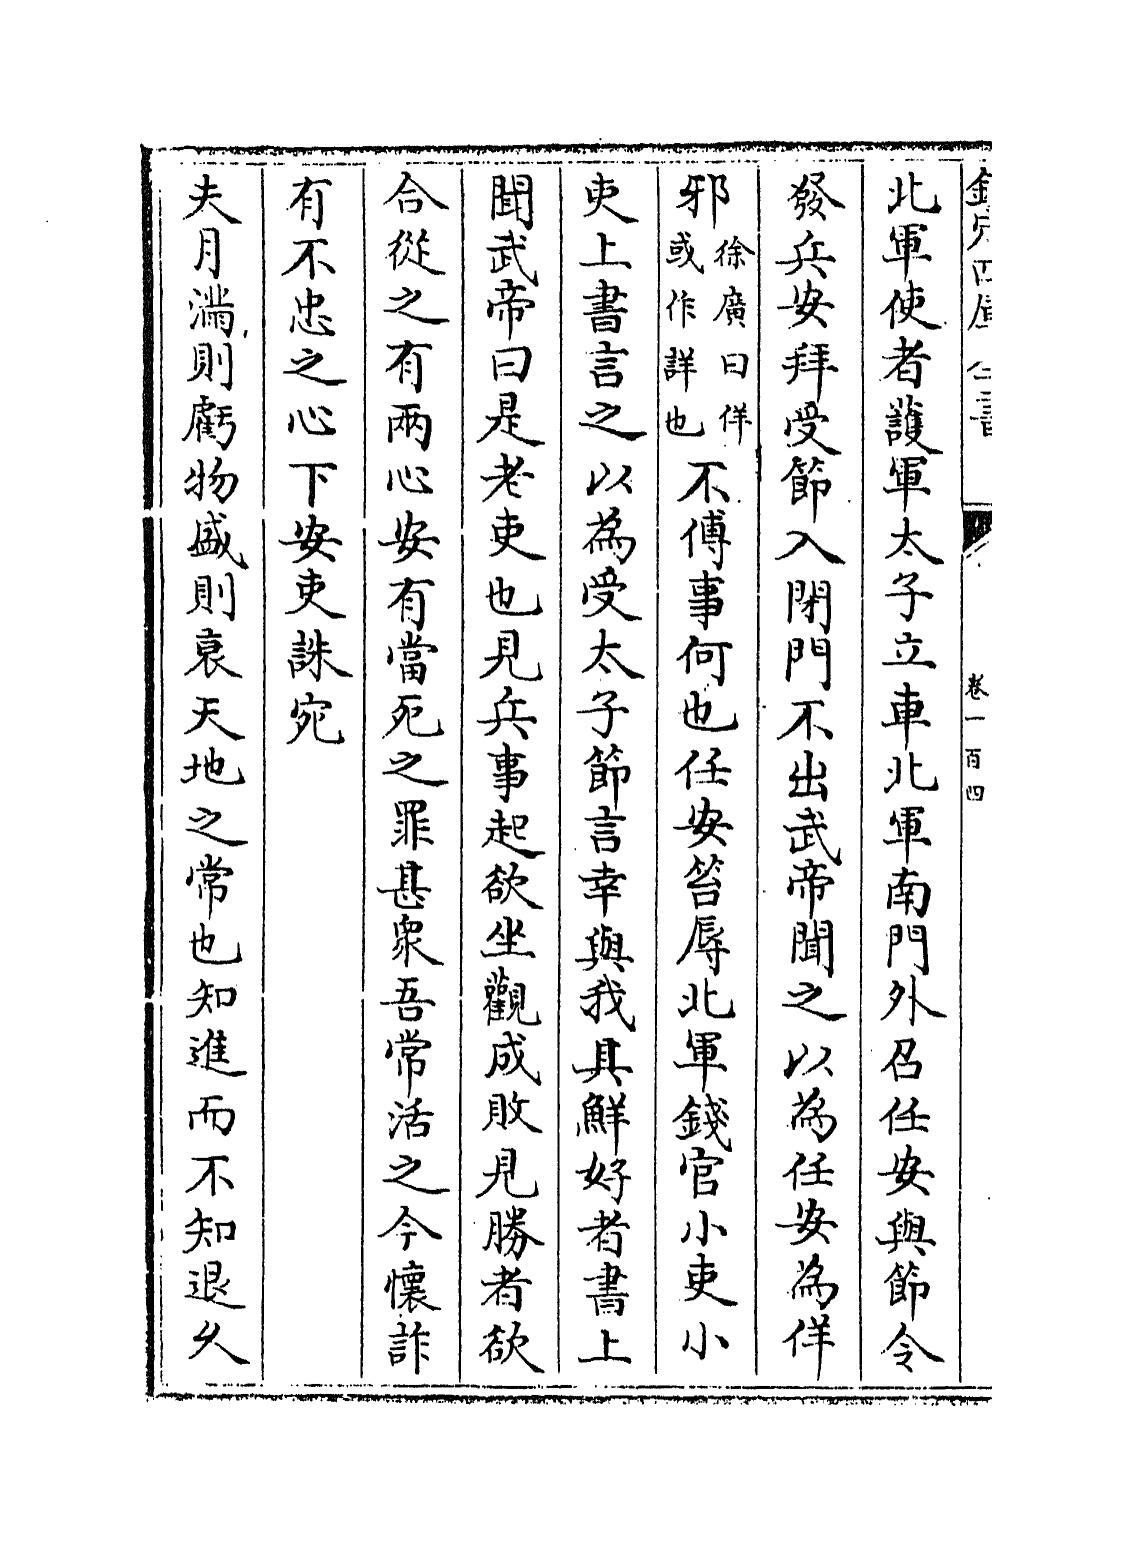 欽定四庫全書
卷一百四
北軍使者護軍太子立車北軍南門外召任安與節令
發兵安拜受節入閉門不出武帝聞之以為任安為佯
邪徐廣曰佯或作詳也不傅事何也任安笞辱北軍錢官小吏小
吏上書言之以為受太子節言幸與我其鮮好者書上
聞武帝曰是老吏也見兵事起欲坐觀成敗見勝者欲
合從之有兩心安有當死之罪甚衆吾常活之今懷詐
有不忠之心下安吏誅宛
夫月滿則虧物盛則衰天地之常也知進而不知退久